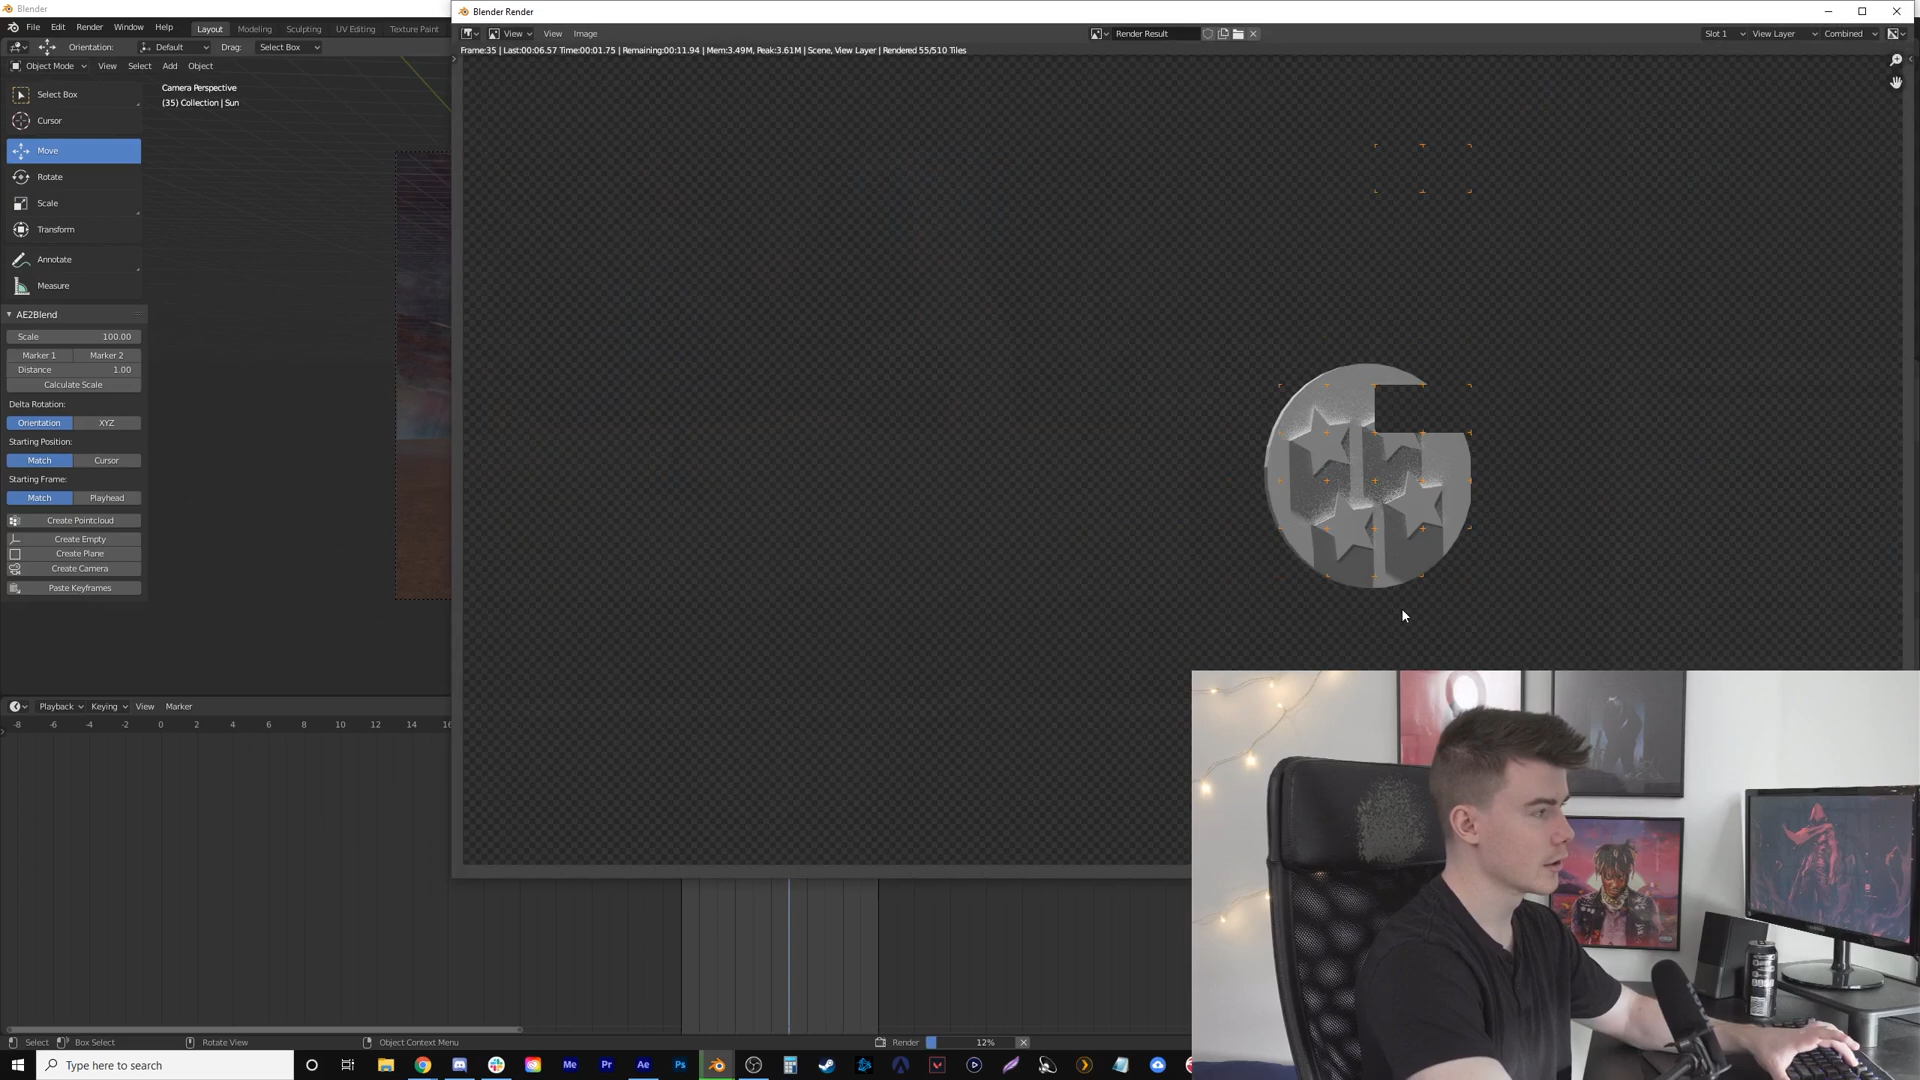 Blender
File Edit Render Window Help Layout Modeling Sculpting UV Editing Texture Paint
Orientation: Default Drag: Select Box
Object Mode View Select Add Object
Select Box
Cursor
Move
Rotate
Scale
Transform
Annotate
Measure
AE2Blend
Scale 100.00
Marker 1 Marker 2
Distance 1.00
Calculate Scale
Delta Rotation:
Orientation XYZ
Starting Position:
Match Cursor
Starting Frame:
Match Playhead
Create Pointcloud
Create Empty
Create Plane
Create Camera
Paste Keyframes
Camera Perspective
(35) Collection | Sun
Blender Render
View View Image Render Result Slot 1 View Layer Combined
Frame:35 | Last:00:06.57 Time:00:01.75 | Remaining:00:11.94 | Mem:3.49M, Peak:3.61M | Scene, View Layer | Rendered 55/510 Tiles
Playback Keying View Marker
-8 -6 -4 -2 0 2 4 6 8 10 12 14 16
Select Box Select Rotate View Object Context Menu Render 12%
Type here to search
Me Pr Ae Ps